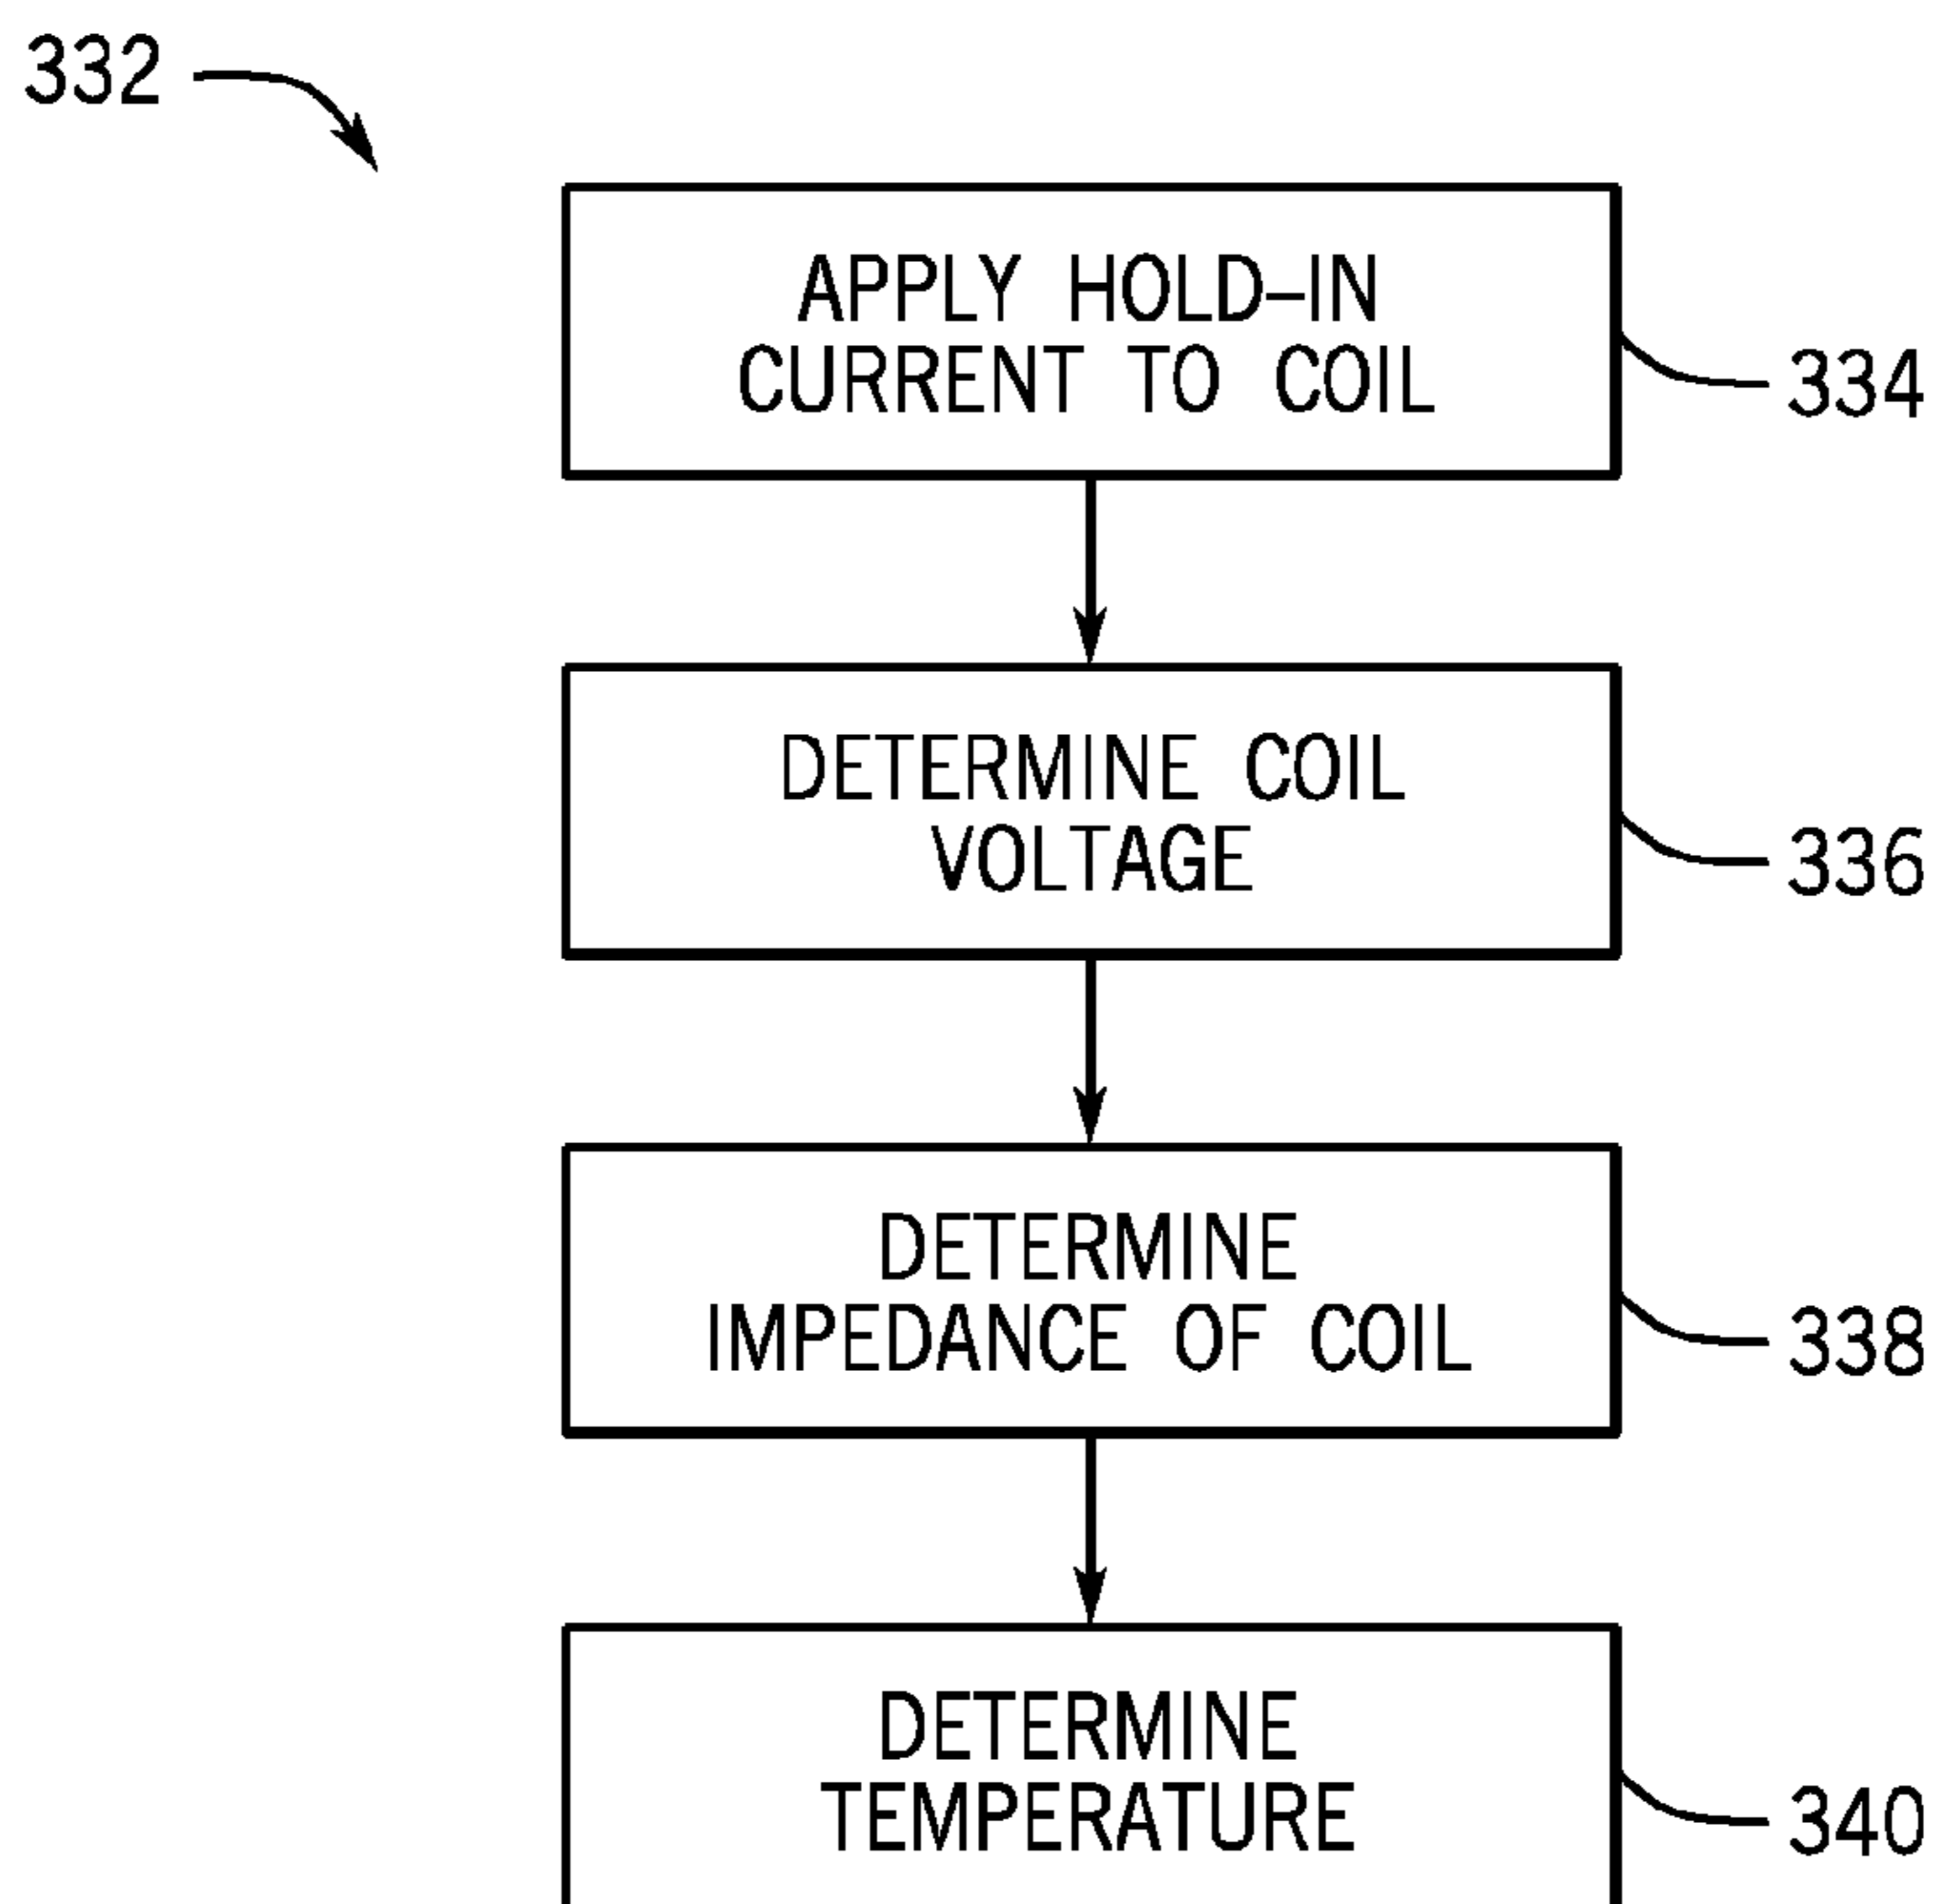 332
APPLY HOLD–IN
CURRENT TO COIL
334
DETERMINE COIL
VOLTAGE
336
DETERMINE
IMPEDANCE OF COIL
338
DETERMINE
TEMPERATURE
340